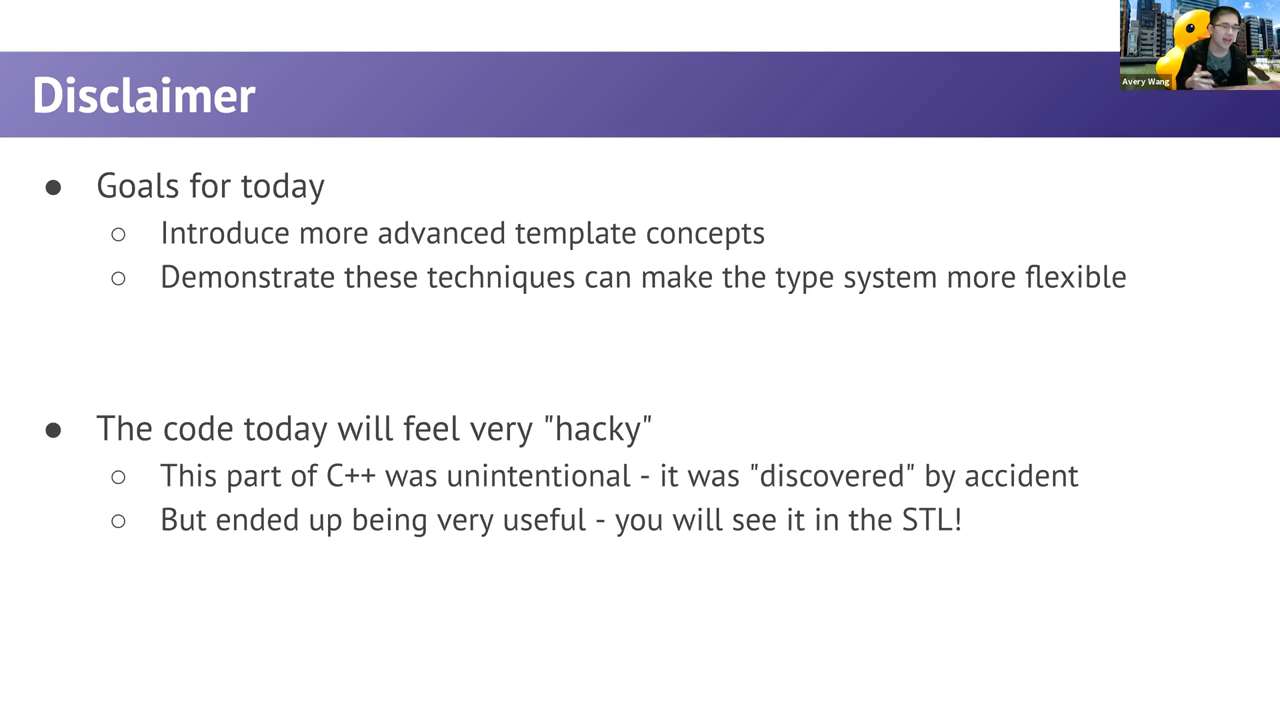 Avery Wang
Disclaimer
● Goals for today
○ Introduce more advanced template concepts
○ Demonstrate these techniques can make the type system more flexible
● The code today will feel very "hacky"
○ This part of C++ was unintentional - it was "discovered" by accident
○ But ended up being very useful - you will see it in the STL!